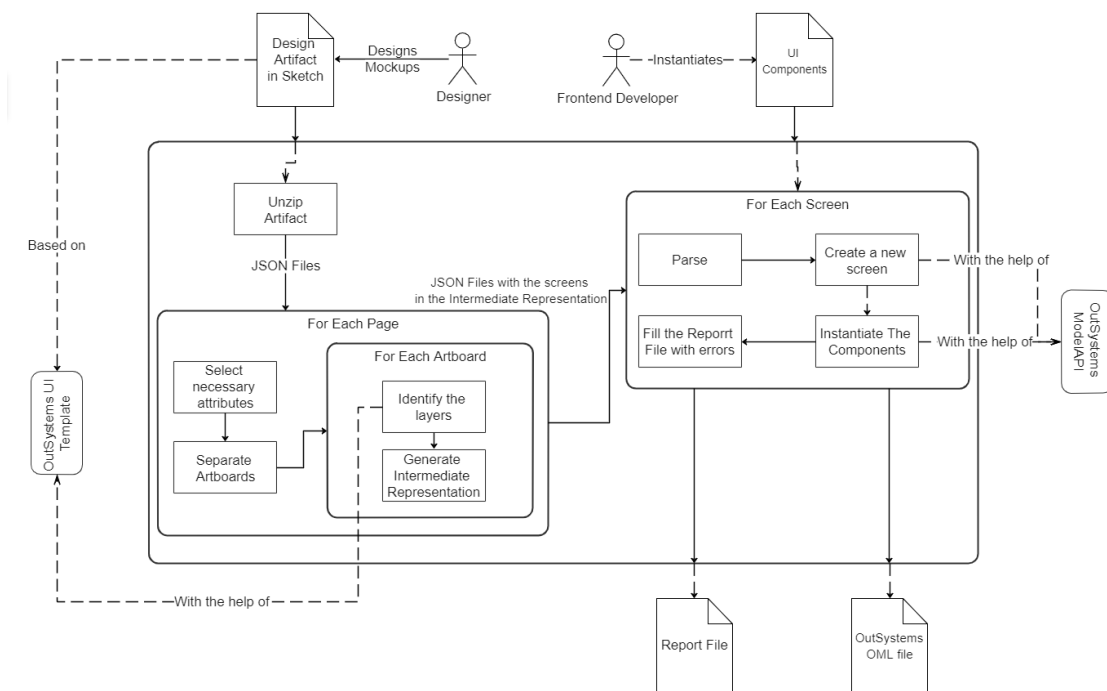 Design
Artifact
in Sketch
Designs
Mockups
Designer
Instantiates
Frontend Developer
UI
Components
Based on
Unzip
Artifact
JSON Files
For Each Page
Select
necessary
attributes
Separate
Artboards
For Each Artboard
Identify the
layers
Generate
Intermediate
Representation
JSON Files with the screens
in the Intermediate Representation
For Each Screen
Parse
Create a new
screen
With the help of
Fill the Reporrt
File with errors
Instantiate The
Components
With the help of
OutSystems
ModelAPI
OutSystems UI
Template
With the help of
Report File
OutSystems
OML file